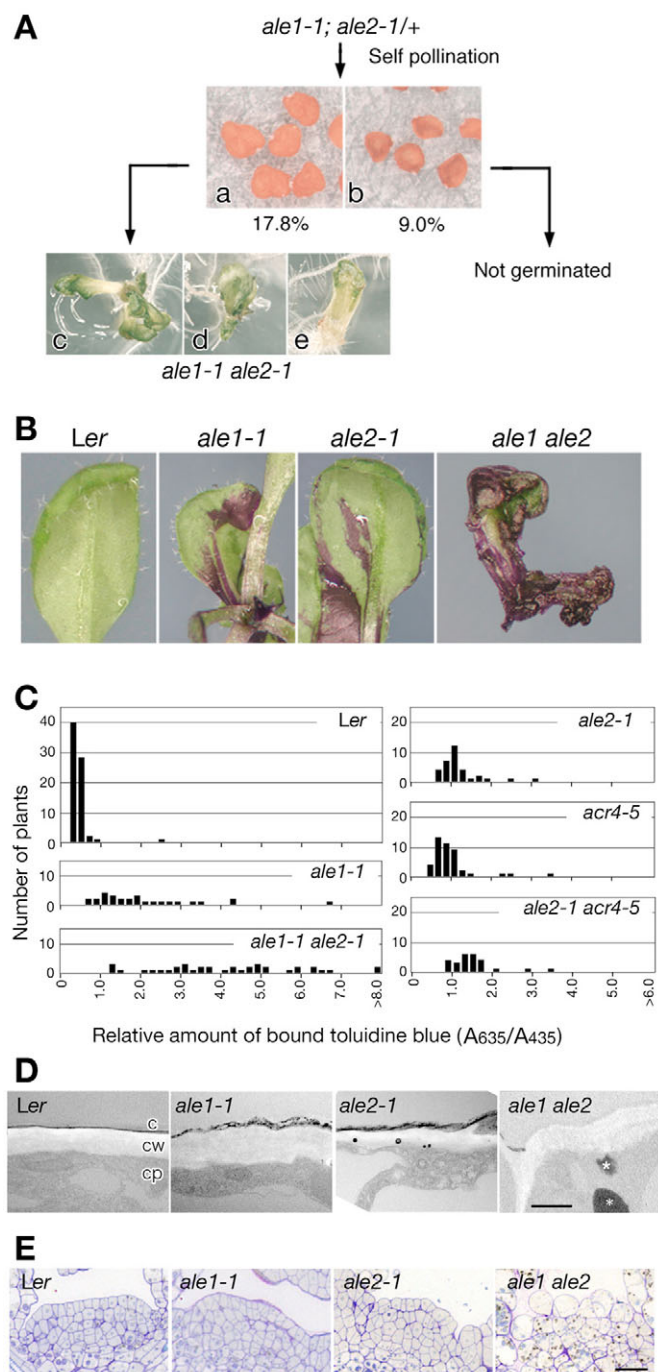 A
ale1-1; ale2-1/+
Self pollination
a
b
17.8%
9.0%
c
d
e
Not germinated
ale1-1 ale2-1
B
Ler
ale1-1
ale2-1
ale1 ale2
C
Number of plants
40
30
20
10
0
Ler
10
0
ale1-1
10
0
ale1-1 ale2-1
0
1.0
2.0
3.0
4.0
5.0
6.0
7.0
>8.0
20
10
0
ale2-1
20
10
0
acr4-5
20
10
0
ale2-1 acr4-5
0
1.0
2.0
3.0
4.0
5.0
>6.0
Relative amount of bound toluidine blue (A635/A435)
D
Ler
c
cw
cp
ale1-1
ale2-1
ale1 ale2
*
*
E
Ler
ale1-1
ale2-1
ale1 ale2